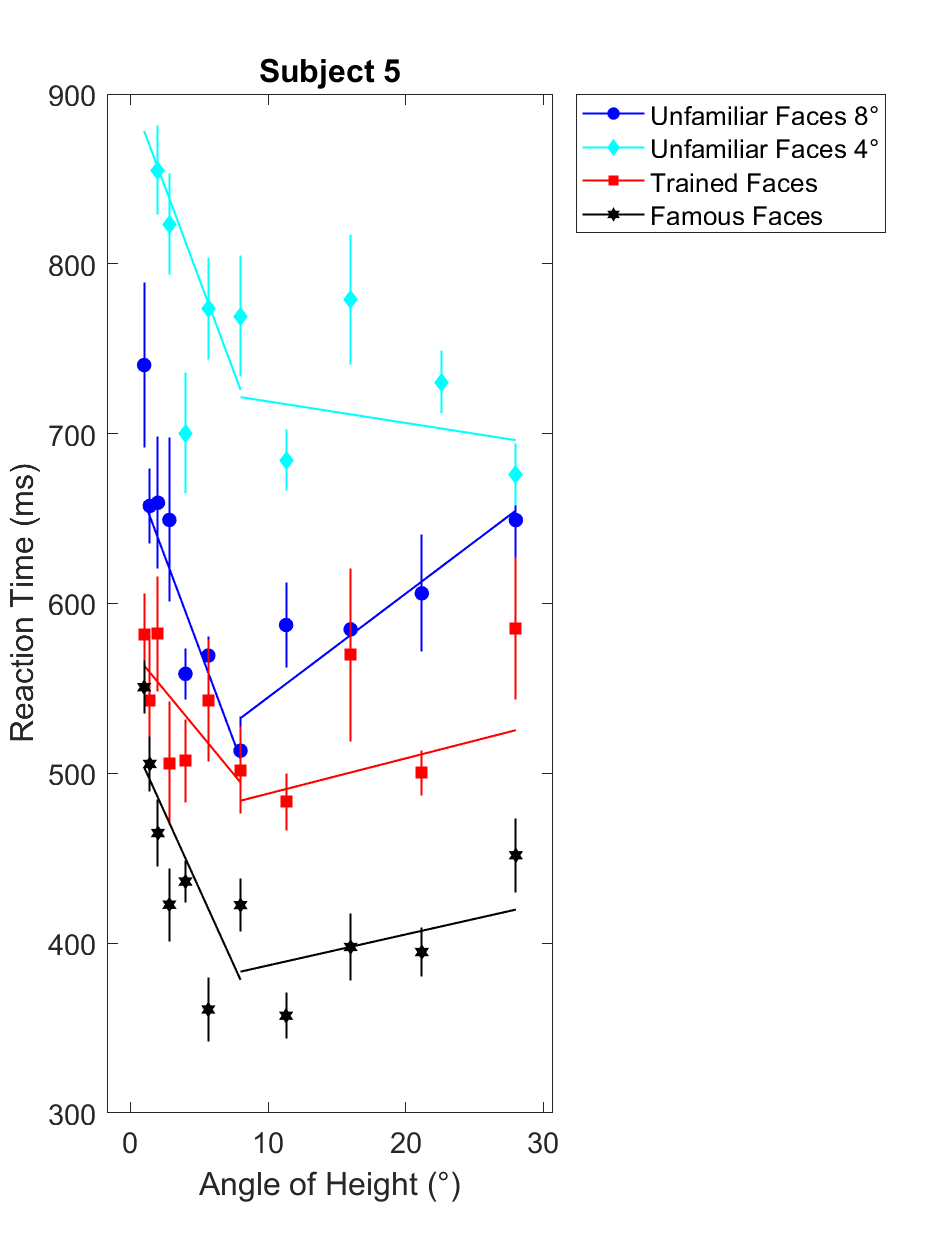 Subject 5
900
800
700
600
500
400
300
0 10 20 30
Reaction Time (ms)
Angle of Height (°)
Unfamiliar Faces 8°
Unfamiliar Faces 4°
Trained Faces
Famous Faces